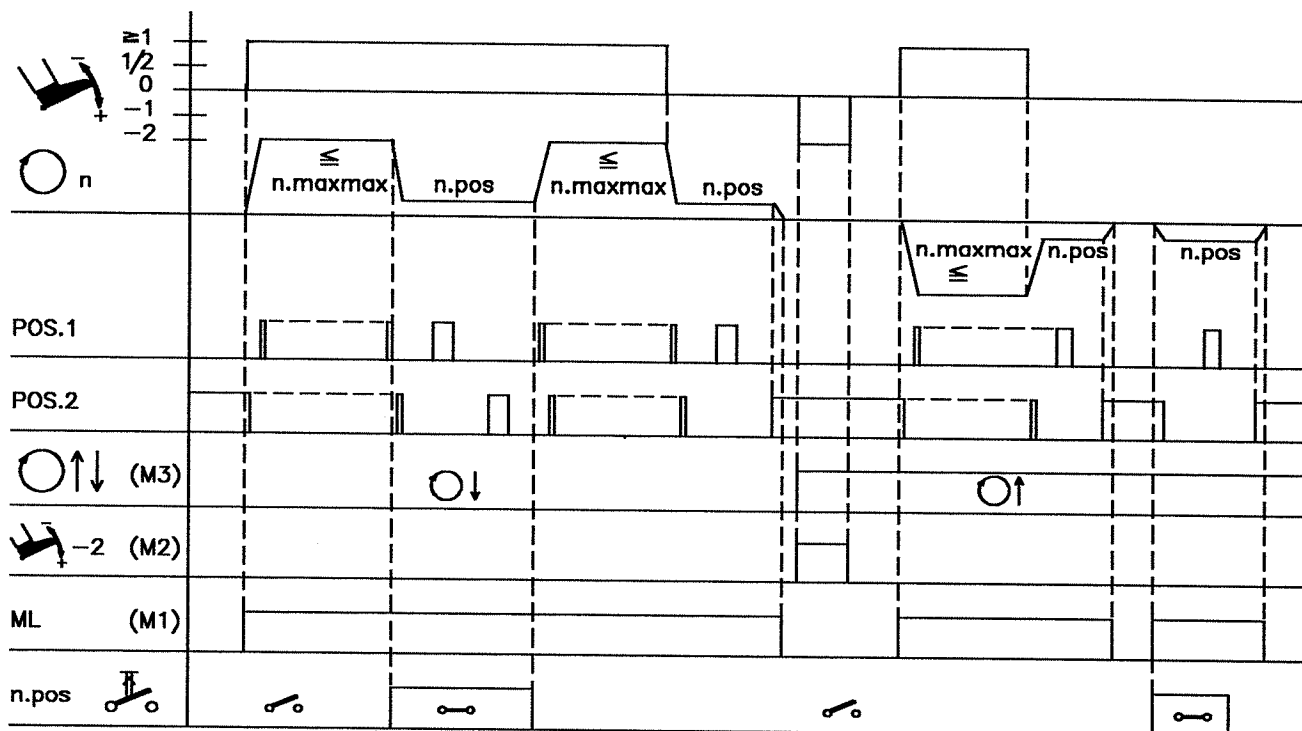 ≧1
1/2
0
−1
−2
− +
n
≦
n.maxmax
n.pos
≦
n.maxmax
n.pos
n.maxmax
≦
n.pos
n.pos
POS.1
POS.2
(M3)
− + −2 (M2)
ML (M1)
n.pos